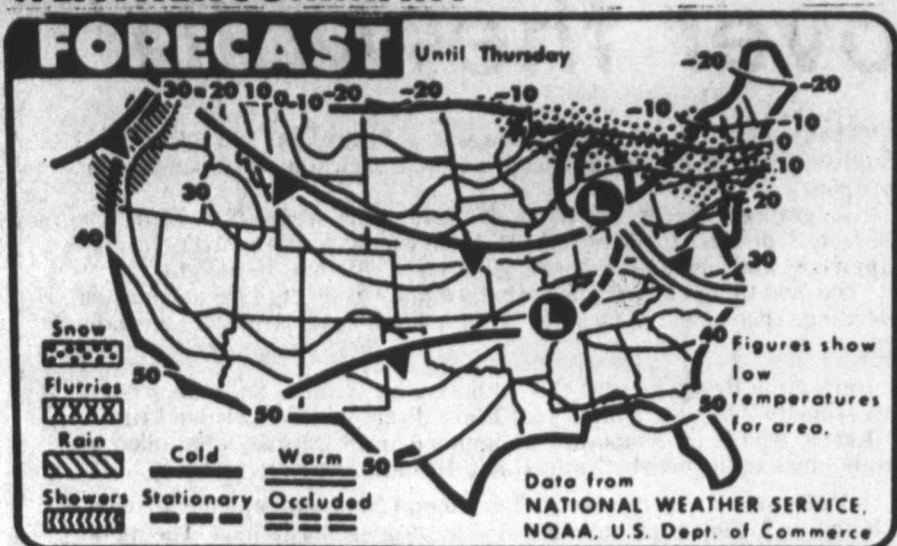 FORECAST Until Thursday
-20
-20
30 -20 10 0 -10 -20 -20 -10 -10 -10
0
10
20
30
L
40
30
L
40
Figures show
low
temperatures
for area.
50
50
50
50
Snow
Flurries
Rain
Showers
Cold Warm
Stationary Occluded
Data from
NATIONAL WEATHER SERVICE,
NOAA, U.S. Dept. of Commerce